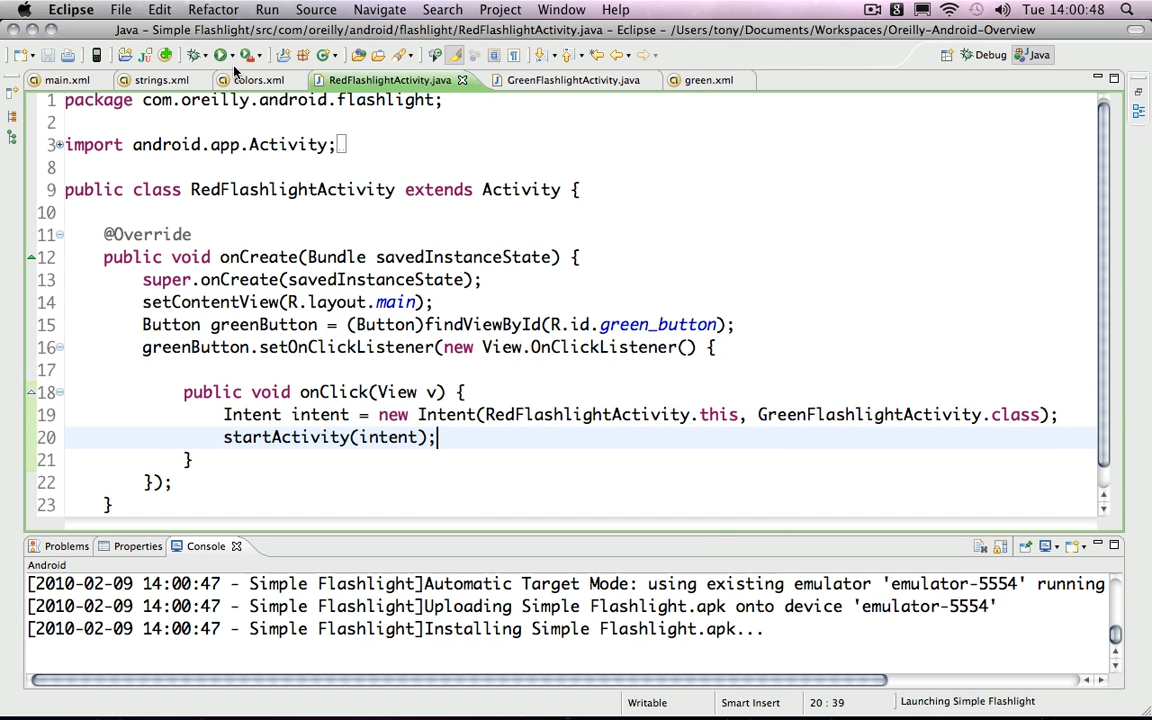 Eclipse File Edit Refactor Run Source Navigate Search Project Window Help Tue 14:00:48
Java - Simple Flashlight/src/com/oreilly/android/flashlight/RedFlashlightActivity.java - Eclipse - /Users/tony/Documents/Workspaces/Oreilly-Android-Overview
Debug Java
main.xml strings.xml colors.xml RedFlashlightActivity.java GreenFlashlightActivity.java green.xml
1 package com.oreilly.android.flashlight;
2
3 import android.app.Activity;
8
9 public class RedFlashlightActivity extends Activity {
10
11 @Override
12 public void onCreate(Bundle savedInstanceState) {
13 super.onCreate(savedInstanceState);
14 setContentView(R.layout.main);
15 Button greenButton = (Button)findViewById(R.id.green_button);
16 greenButton.setOnClickListener(new View.OnClickListener() {
17
18 public void onClick(View v) {
19 Intent intent = new Intent(RedFlashlightActivity.this, GreenFlashlightActivity.class);
20 startActivity(intent);
21 }
22 });
23 }
Problems Properties Console
Android
[2010-02-09 14:00:47 - Simple Flashlight]Automatic Target Mode: using existing emulator 'emulator-5554' running
[2010-02-09 14:00:47 - Simple Flashlight]Uploading Simple Flashlight.apk onto device 'emulator-5554'
[2010-02-09 14:00:47 - Simple Flashlight]Installing Simple Flashlight.apk...
Writable Smart Insert 20 : 39 Launching Simple Flashlight